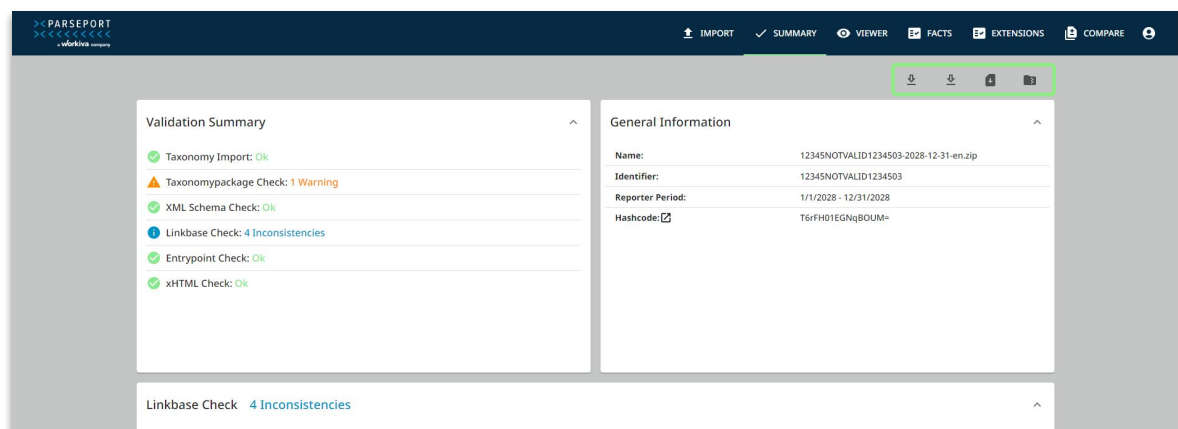 PARSEPORT
a workiva company
IMPORT
SUMMARY
VIEWER
FACTS
EXTENSIONS
COMPARE
Validation Summary
Taxonomy Import: Ok
Taxonomypackage Check: 1 Warning
XML Schema Check: Ok
Linkbase Check: 4 Inconsistencies
Entrypoint Check: Ok
xHTML Check: Ok
General Information
Name: 12345NOTVALID1234503-2028-12-31-en.zip
Identifier: 12345NOTVALID1234503
Reporter Period: 1/1/2028 - 12/31/2028
Hashcode: T6rFH01EGNqBOUM=
Linkbase Check 4 Inconsistencies